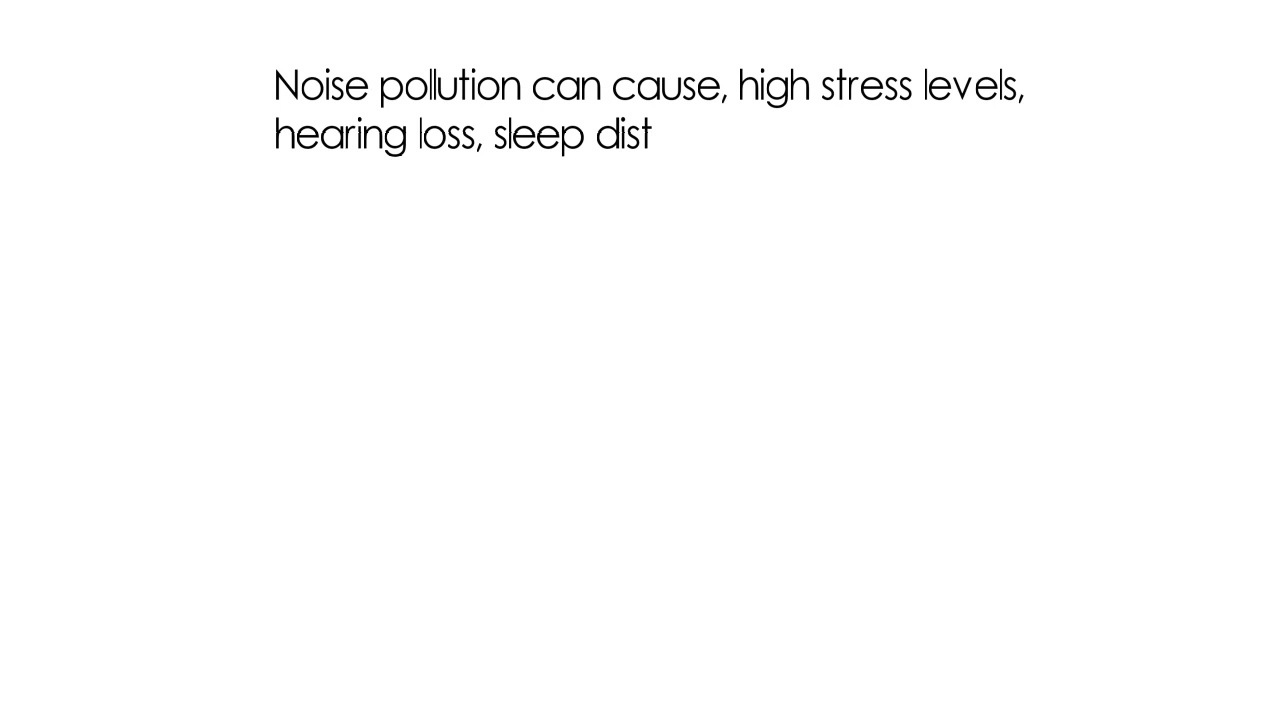 Noise pollution can cause, high stress levels,
hearing loss, sleep dist